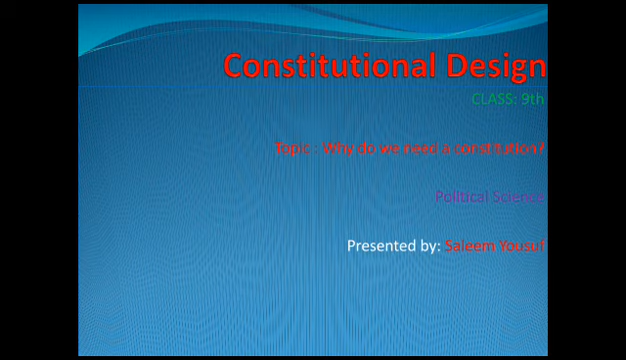 Constitutional Design
CLASS: 9th
Topic : Why do we need a constitution?
Political Science
Presented by: Saleem Yousuf